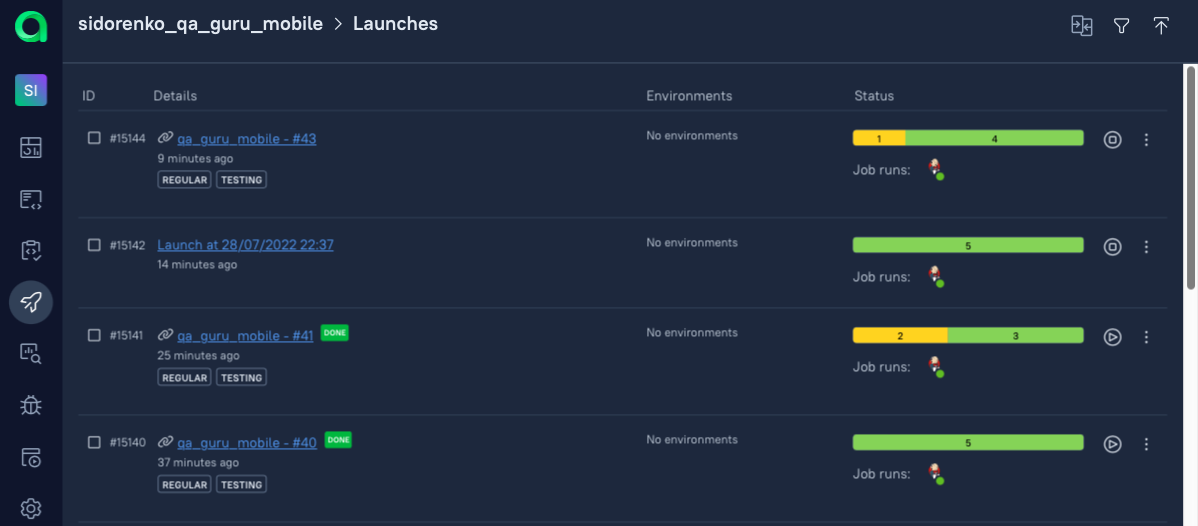 sidorenko_qa_guru_mobile > Launches
SI
ID Details Environments Status
#15144 qa_guru_mobile - #43 No environments 1 4
9 minutes ago Job runs:
REGULAR TESTING
#15142 Launch at 28/07/2022 22:37 No environments 5
14 minutes ago Job runs:
#15141 qa_guru_mobile - #41 DONE No environments 2 3
25 minutes ago Job runs:
REGULAR TESTING
#15140 qa_guru_mobile - #40 DONE No environments 5
37 minutes ago Job runs:
REGULAR TESTING